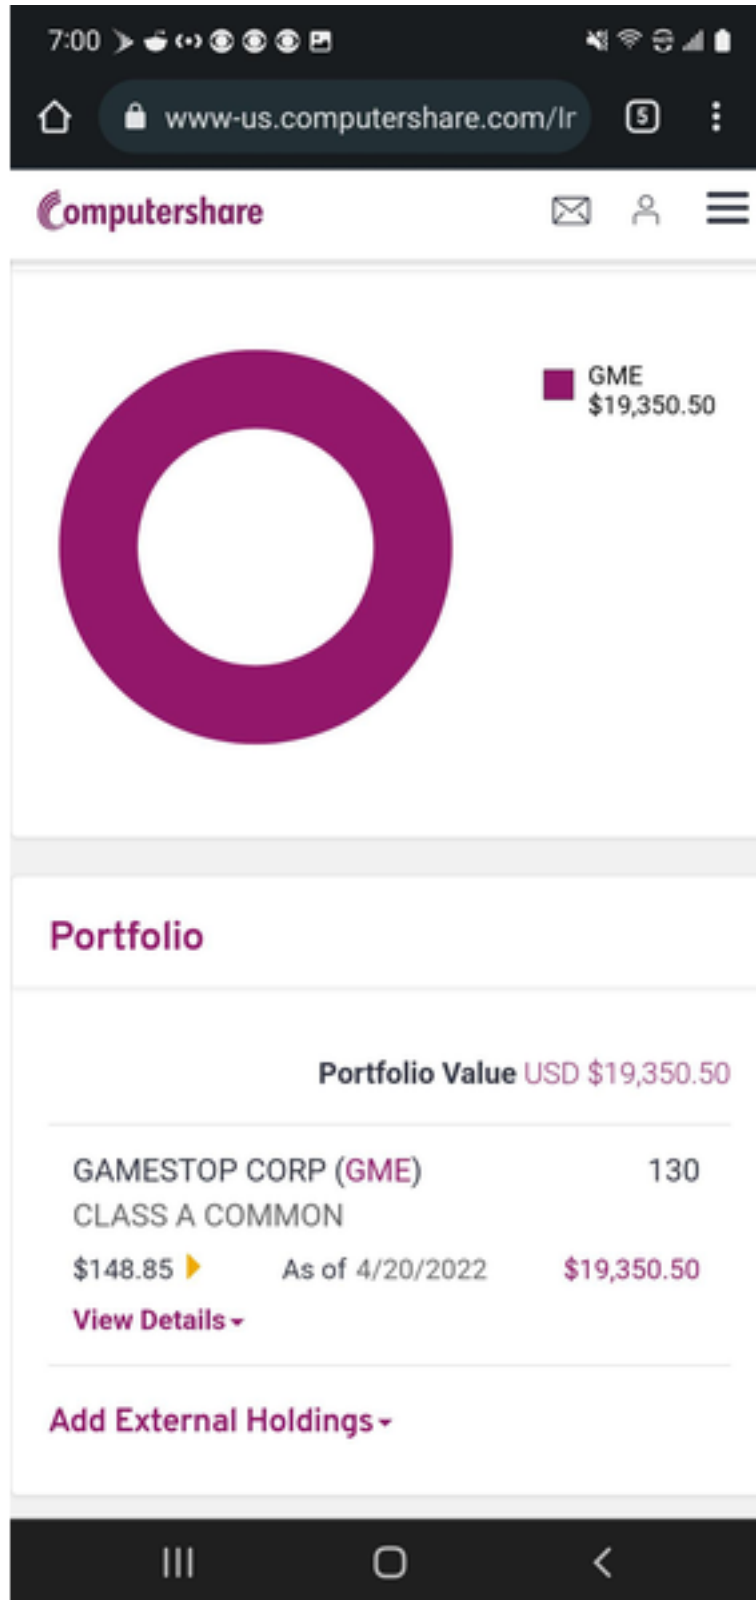 7:00
www-us.computershare.com/Ir
5
Computershare
GME
$19,350.50
Portfolio
Portfolio Value USD $19,350.50
GAMESTOP CORP (GME) 130
CLASS A COMMON
$148.85 As of 4/20/2022 $19,350.50
View Details
Add External Holdings